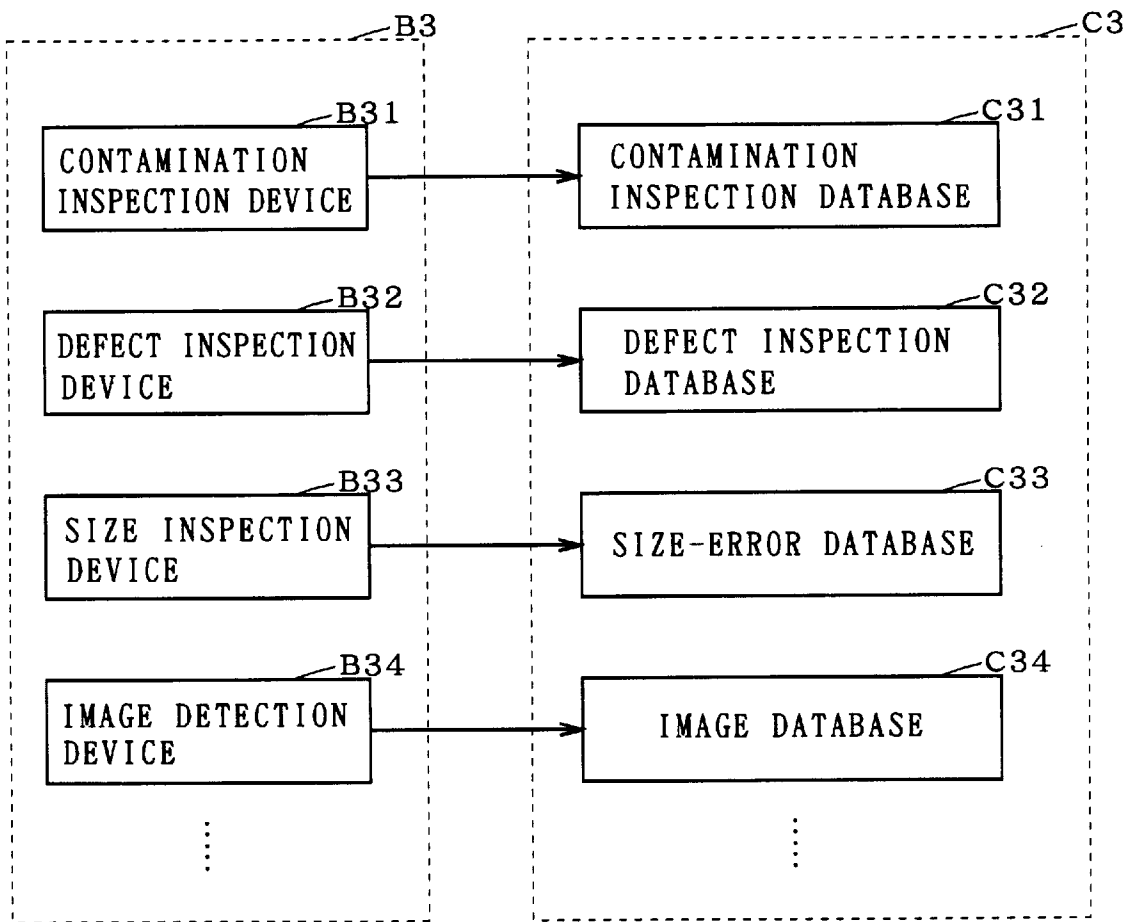 B3
C3
B31
CONTAMINATION
INSPECTION DEVICE
C31
CONTAMINATION
INSPECTION DATABASE
B32
DEFECT INSPECTION
DEVICE
C32
DEFECT INSPECTION
DATABASE
B33
SIZE INSPECTION
DEVICE
C33
SIZE-ERROR DATABASE
B34
IMAGE DETECTION
DEVICE
C34
IMAGE DATABASE